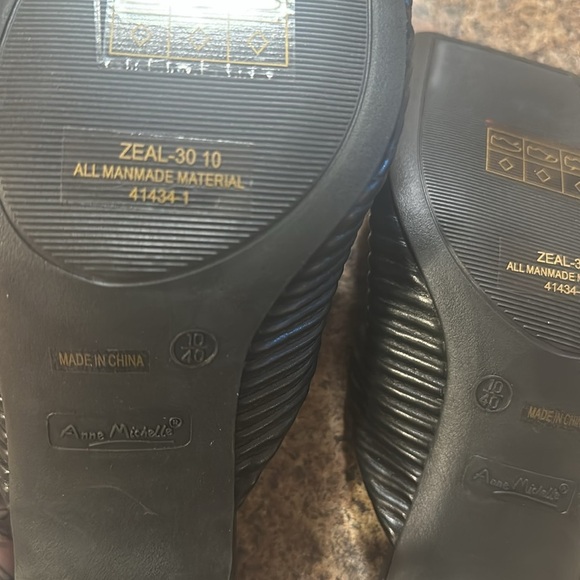 ZEAL-30 10
ALL MANMADE MATERIAL
41434-1
10
40
MADE IN CHINA
Anne Michelle®
ZEAL-3
ALL MANMADE
41434-
10
40
MADE IN CHINA
Anne Michelle